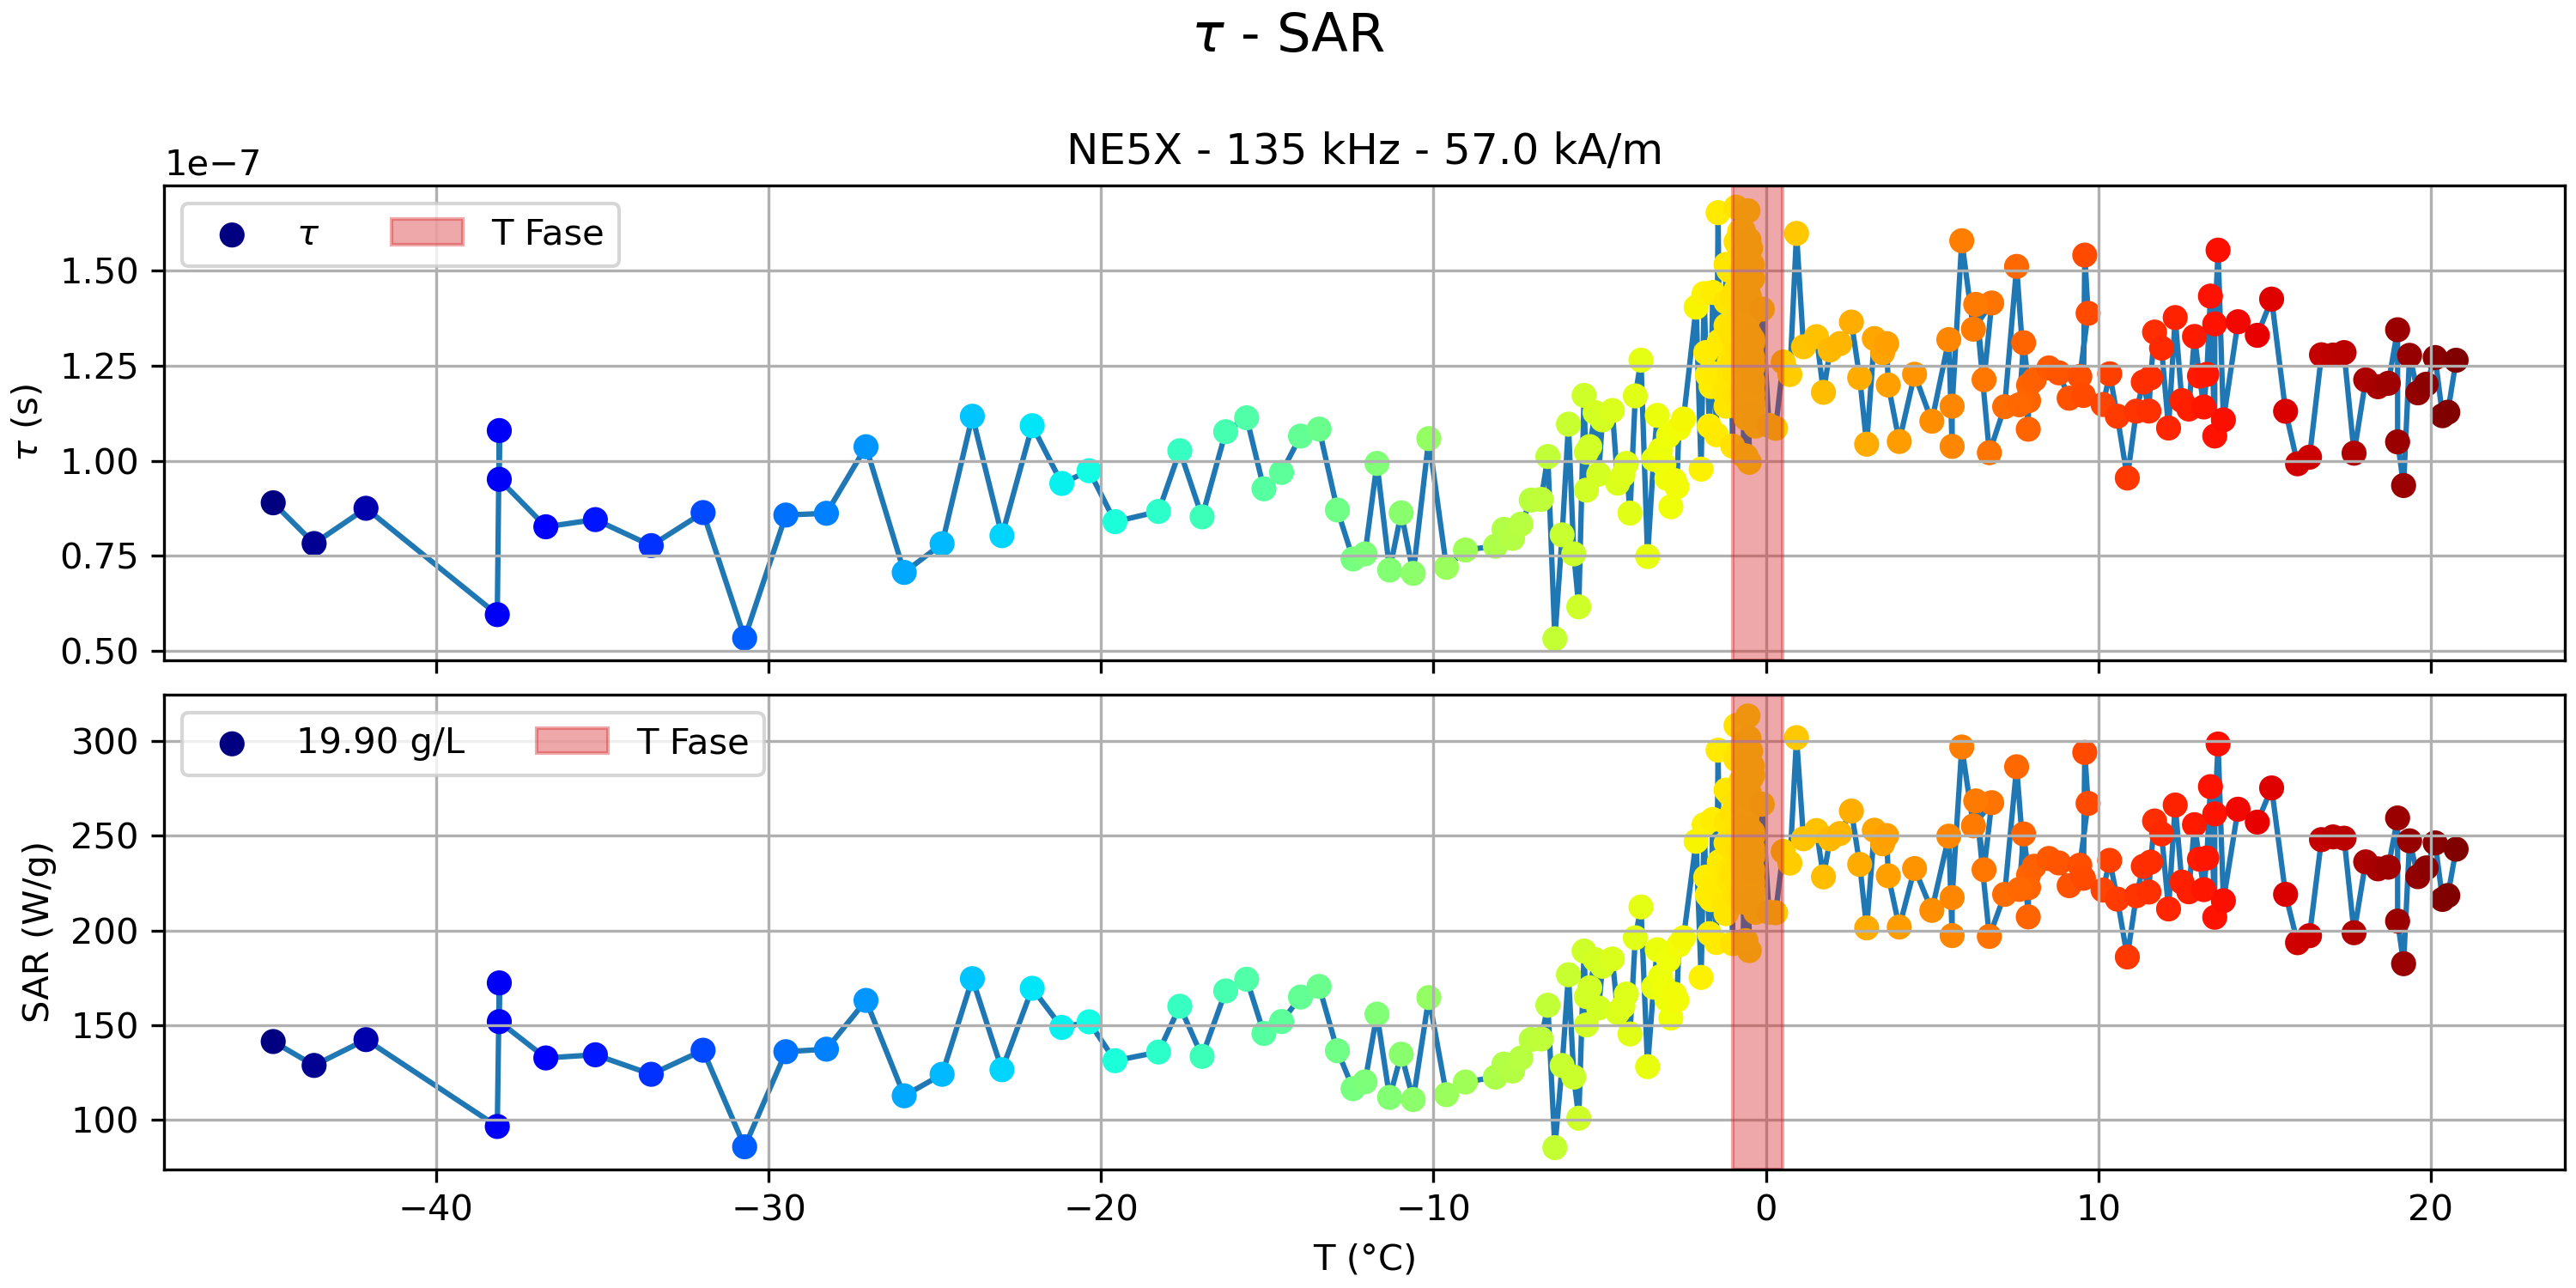 τ - SAR
NE5X - 135 kHz - 57.0 kA/m
1e−7
τ
T Fase
1.50
1.25
1.00
0.75
0.50
τ (s)
19.90 g/L
T Fase
300
250
200
150
100
SAR (W/g)
−40
−30
−20
−10
0
10
20
T (°C)